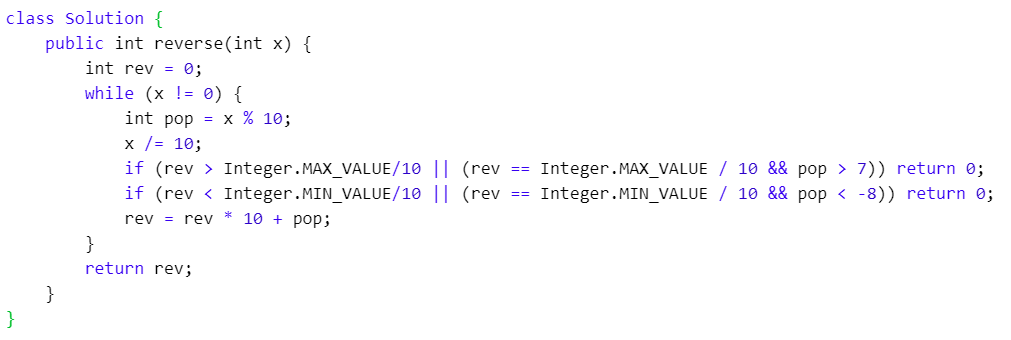 class Solution {
    public int reverse(int x) {
        int rev = 0;
        while (x != 0) {
            int pop = x % 10;
            x /= 10;
            if (rev > Integer.MAX_VALUE/10 || (rev == Integer.MAX_VALUE / 10 && pop > 7)) return 0;
            if (rev < Integer.MIN_VALUE/10 || (rev == Integer.MIN_VALUE / 10 && pop < -8)) return 0;
            rev = rev * 10 + pop;
        }
        return rev;
    }
}